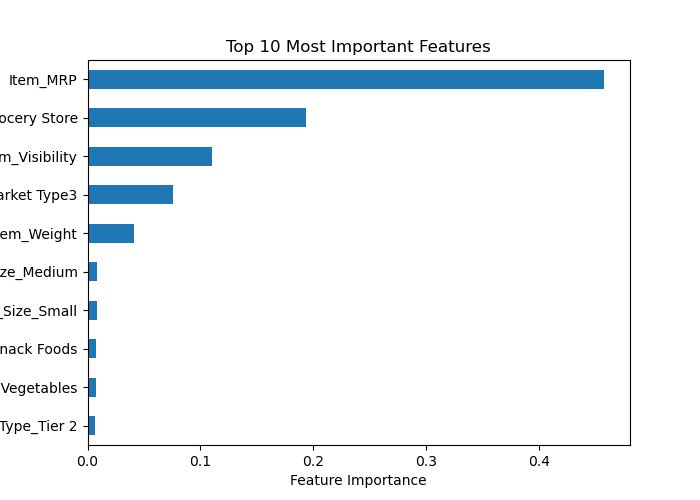 Top 10 Most Important Features
Item_MRP
ocery Store
m_Visibility
arket Type3
em_Weight
ze_Medium
_Size_Small
nack Foods
Vegetables
Type_Tier 2
0.0 0.1 0.2 0.3 0.4
Feature Importance